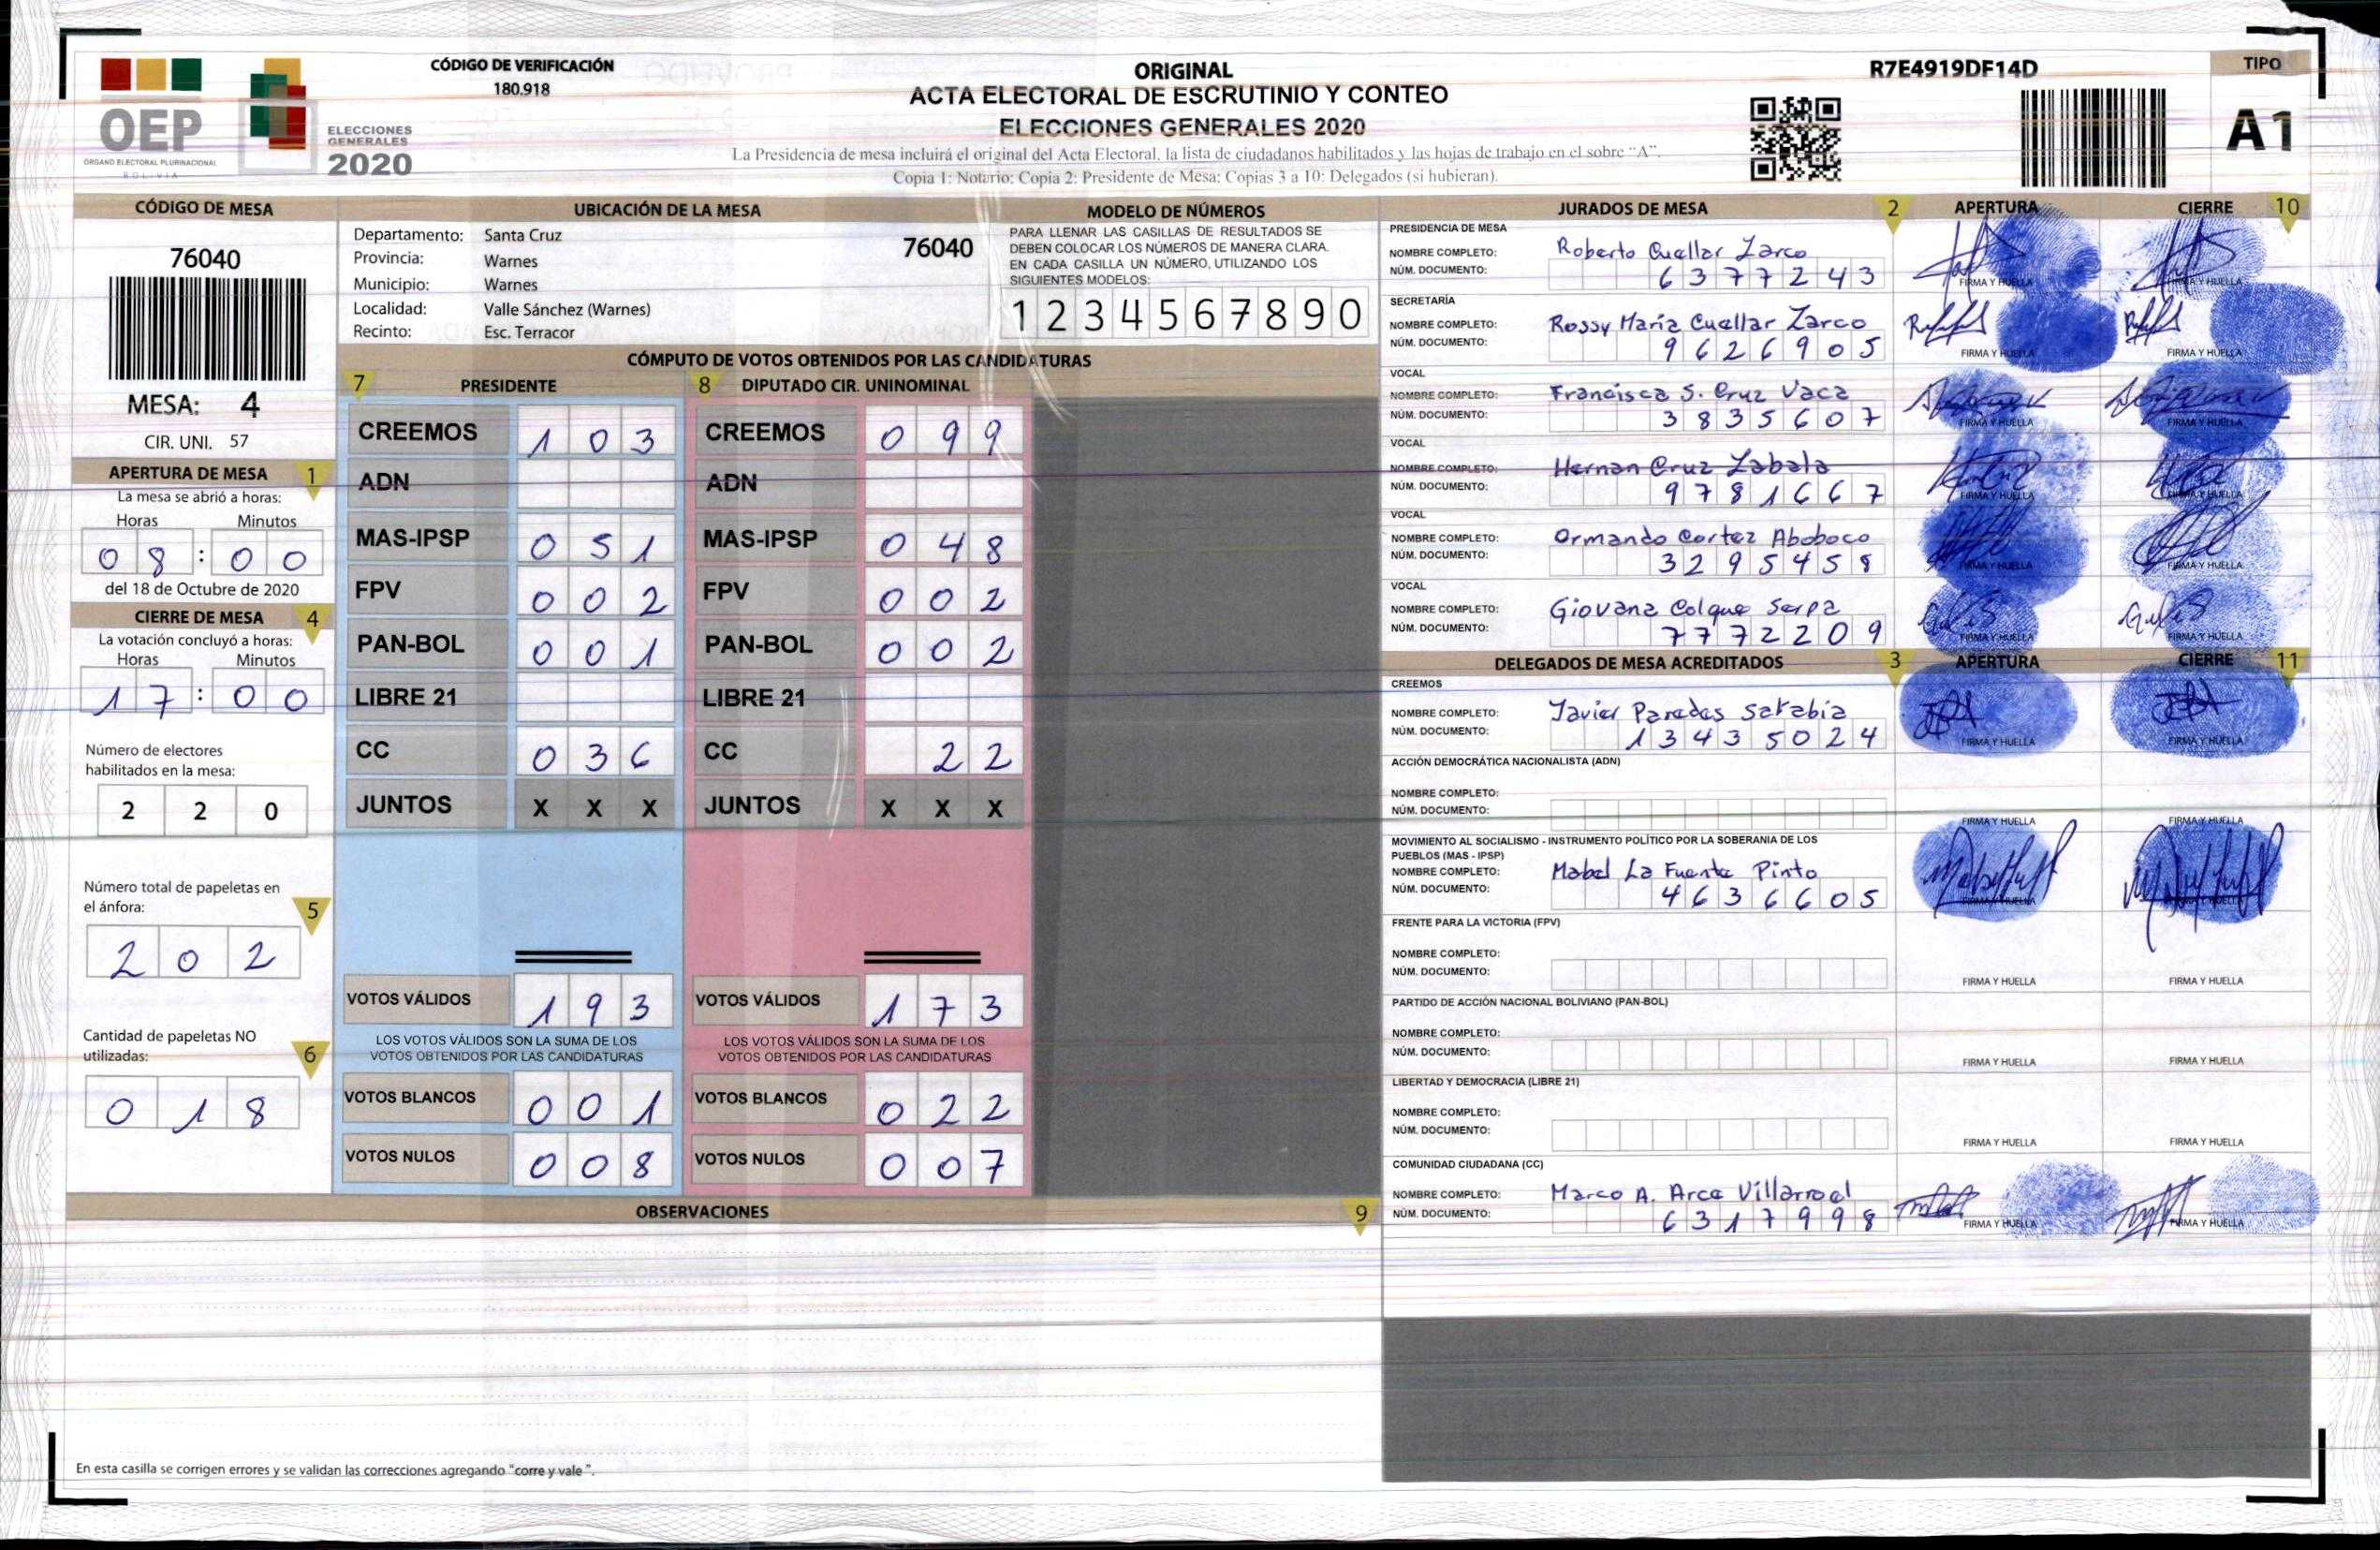 CÓDIGO DE VERIFICACIÓN
180.918
ORIGINAL
ACTA ELECTORAL DE ESCRUTINIO Y CONTEO
ELECCIONES GENERALES 2020
La Presidencia de mesa incluirá el original del Acta Electoral, la lista de ciudadanos habilitados y las hojas de trabajo en el sobre "A".
Copia 1: Notario; Copia 2: Presidente de Mesa; Copias 3 a 10: Delegados (si hubieran).
R7E4919DF14D
TIPO
A1
OEP
ÓRGANO ELECTORAL PLURINACIONAL
BOLIVIA
ELECCIONES
GENERALES
2020
CÓDIGO DE MESA
76040
MESA: 4
CIR. UNI. 57
APERTURA DE MESA 1
La mesa se abrió a horas:
Horas Minutos
08 : 00
del 18 de Octubre de 2020
CIERRE DE MESA 4
La votación concluyó a horas:
Horas Minutos
17 : 00
Número de electores
habilitados en la mesa:
2 2 0
Número total de papeletas en
el ánfora: 5
2 0 2
Cantidad de papeletas NO
utilizadas: 6
0 1 8
UBICACIÓN DE LA MESA
Departamento: Santa Cruz
Provincia: Warnes
Municipio: Warnes
Localidad: Valle Sánchez (Warnes)
Recinto: Esc. Terracor
76040
MODELO DE NÚMEROS
PARA LLENAR LAS CASILLAS DE RESULTADOS SE
DEBEN COLOCAR LOS NÚMEROS DE MANERA CLARA.
EN CADA CASILLA UN NÚMERO, UTILIZANDO LOS
SIGUIENTES MODELOS:
1 2 3 4 5 6 7 8 9 0
CÓMPUTO DE VOTOS OBTENIDOS POR LAS CANDIDATURAS
7 PRESIDENTE 8 DIPUTADO CIR. UNINOMINAL
CREEMOS 1 0 3 CREEMOS 0 9 9
ADN ADN
MAS-IPSP 0 5 1 MAS-IPSP 0 4 8
FPV 0 0 2 FPV 0 0 2
PAN-BOL 0 0 1 PAN-BOL 0 0 2
LIBRE 21 LIBRE 21
CC 0 3 6 CC 2 2
JUNTOS X X X JUNTOS X X X
VOTOS VÁLIDOS 1 9 3 VOTOS VÁLIDOS 1 7 3
LOS VOTOS VÁLIDOS SON LA SUMA DE LOS LOS VOTOS VÁLIDOS SON LA SUMA DE LOS
VOTOS OBTENIDOS POR LAS CANDIDATURAS VOTOS OBTENIDOS POR LAS CANDIDATURAS
VOTOS BLANCOS 0 0 1 VOTOS BLANCOS 0 2 2
VOTOS NULOS 0 0 8 VOTOS NULOS 0 0 7
OBSERVACIONES 9
En esta casilla se corrigen errores y se validan las correcciones agregando "corre y vale ".
JURADOS DE MESA 2 APERTURA CIERRE 10
PRESIDENCIA DE MESA
NOMBRE COMPLETO: Roberto Cuellar Zarco
NÚM. DOCUMENTO: 6377243 FIRMA Y HUELLA FIRMA Y HUELLA
SECRETARÍA
NOMBRE COMPLETO: Rossy María Cuellar Zarco
NÚM. DOCUMENTO: 9626905 FIRMA Y HUELLA FIRMA Y HUELLA
VOCAL
NOMBRE COMPLETO: Francisca S. Cruz Vaca
NÚM. DOCUMENTO: 3835607 FIRMA Y HUELLA FIRMA Y HUELLA
VOCAL
NOMBRE COMPLETO: Hernan Cruz Zabala
NÚM. DOCUMENTO: 9781667 FIRMA Y HUELLA FIRMA Y HUELLA
VOCAL
NOMBRE COMPLETO: Ormando Cortez Aboboco
NÚM. DOCUMENTO: 3295458 FIRMA Y HUELLA FIRMA Y HUELLA
VOCAL
NOMBRE COMPLETO: Giovana Colque Serpa
NÚM. DOCUMENTO: 7772209 FIRMA Y HUELLA FIRMA Y HUELLA
DELEGADOS DE MESA ACREDITADOS 3 APERTURA CIERRE 11
CREEMOS
NOMBRE COMPLETO: Javier Paredes Sarabia
NÚM. DOCUMENTO: 13435024 FIRMA Y HUELLA FIRMA Y HUELLA
ACCIÓN DEMOCRÁTICA NACIONALISTA (ADN)
NOMBRE COMPLETO:
NÚM. DOCUMENTO: FIRMA Y HUELLA FIRMA Y HUELLA
MOVIMIENTO AL SOCIALISMO - INSTRUMENTO POLÍTICO POR LA SOBERANIA DE LOS
PUEBLOS (MAS - IPSP)
NOMBRE COMPLETO: Mabel La Fuente Pinto
NÚM. DOCUMENTO: 4636605 FIRMA Y HUELLA FIRMA Y HUELLA
FRENTE PARA LA VICTORIA (FPV)
NOMBRE COMPLETO:
NÚM. DOCUMENTO: FIRMA Y HUELLA FIRMA Y HUELLA
PARTIDO DE ACCIÓN NACIONAL BOLIVIANO (PAN-BOL)
NOMBRE COMPLETO:
NÚM. DOCUMENTO: FIRMA Y HUELLA FIRMA Y HUELLA
LIBERTAD Y DEMOCRACIA (LIBRE 21)
NOMBRE COMPLETO:
NÚM. DOCUMENTO: FIRMA Y HUELLA FIRMA Y HUELLA
COMUNIDAD CIUDADANA (CC)
NOMBRE COMPLETO: Marco A. Arce Villarroel
NÚM. DOCUMENTO: 6317998 FIRMA Y HUELLA FIRMA Y HUELLA